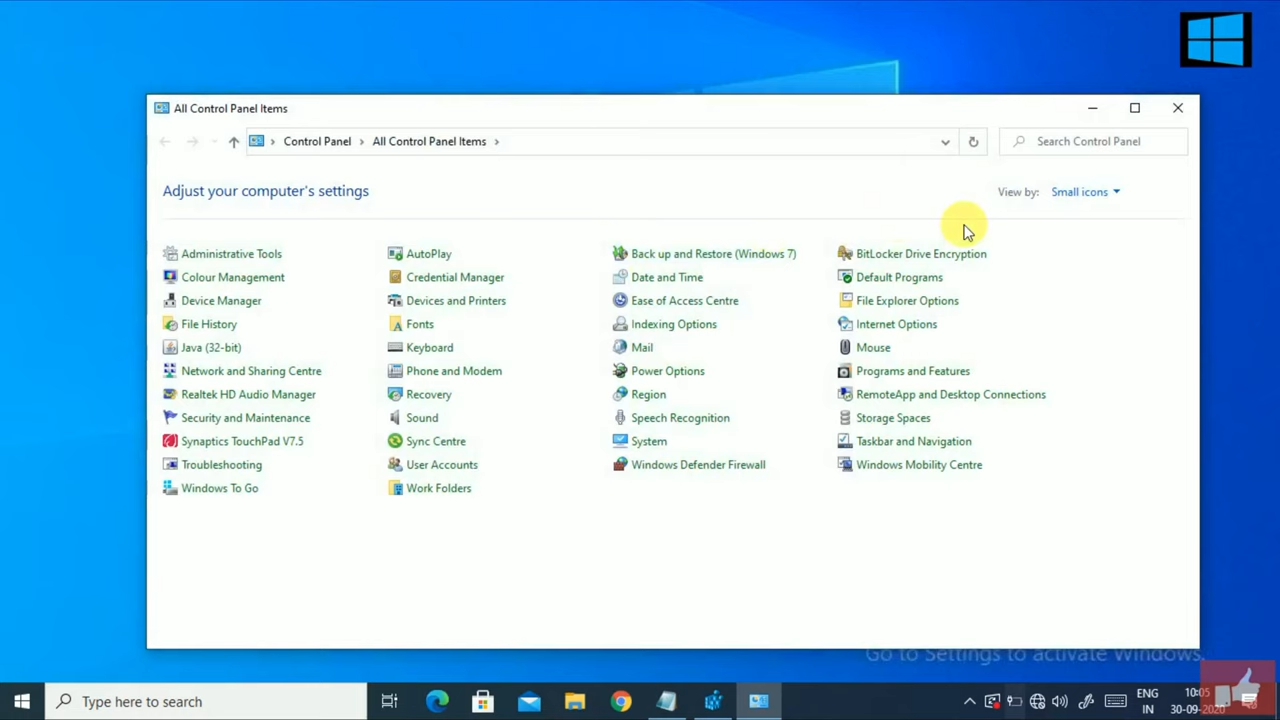 All Control Panel Items
Control Panel > All Control Panel Items >
Search Control Panel
Adjust your computer's settings
View by: Small icons
Administrative Tools
AutoPlay
Back up and Restore (Windows 7)
BitLocker Drive Encryption
Colour Management
Credential Manager
Date and Time
Default Programs
Device Manager
Devices and Printers
Ease of Access Centre
File Explorer Options
File History
Fonts
Indexing Options
Internet Options
Java (32-bit)
Keyboard
Mail
Mouse
Network and Sharing Centre
Phone and Modem
Power Options
Programs and Features
Realtek HD Audio Manager
Recovery
Region
RemoteApp and Desktop Connections
Security and Maintenance
Sound
Speech Recognition
Storage Spaces
Synaptics TouchPad V7.5
Sync Centre
System
Taskbar and Navigation
Troubleshooting
User Accounts
Windows Defender Firewall
Windows Mobility Centre
Windows To Go
Work Folders
Go to Settings to activate Windows.
Type here to search
ENG
IN
10:05
30-09-2020